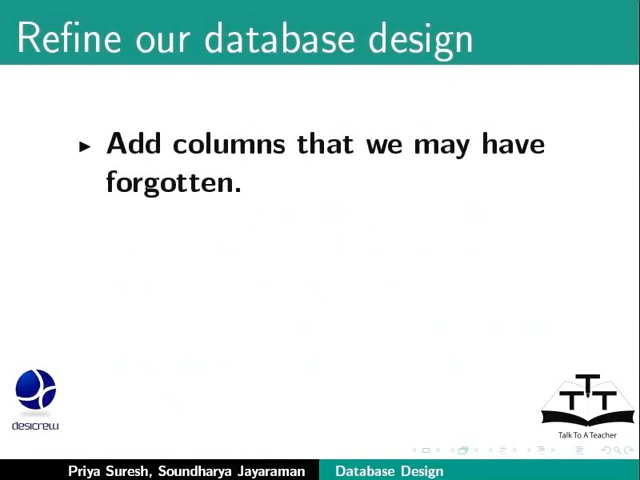 Refine our database design
Add columns that we may have
forgotten.
desicrew
T T T
Talk To A Teacher
Priya Suresh, Soundharya Jayaraman
Database Design